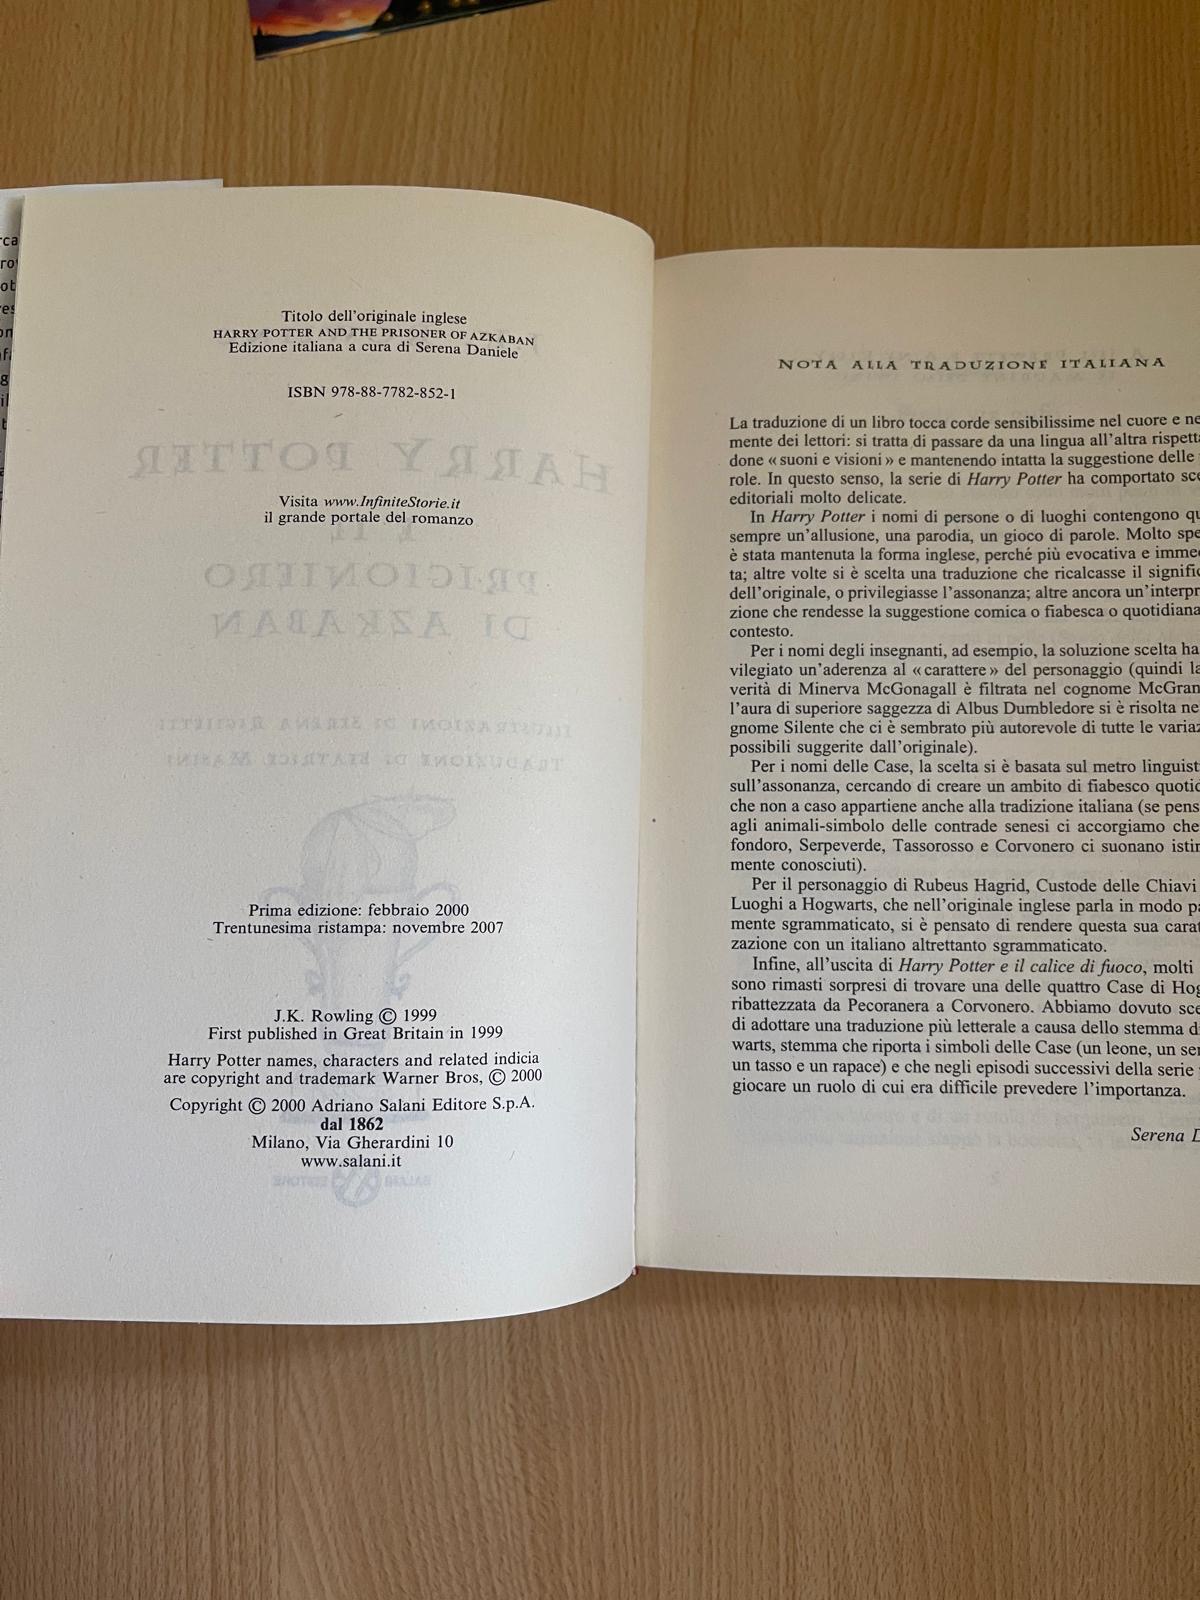 Titolo dell'originale inglese
HARRY POTTER AND THE PRISONER OF AZKABAN
Edizione italiana a cura di Serena Daniele
ISBN 978-88-7782-852-1
Visita www.InfiniteStorie.it
il grande portale del romanzo
Prima edizione: febbraio 2000
Trentunesima ristampa: novembre 2007
J.K. Rowling © 1999
First published in Great Britain in 1999
Harry Potter names, characters and related indicia
are copyright and trademark Warner Bros, © 2000
Copyright © 2000 Adriano Salani Editore S.p.A.
dal 1862
Milano, Via Gherardini 10
www.salani.it
NOTA ALLA TRADUZIONE ITALIANA
La traduzione di un libro tocca corde sensibilissime nel cuore e ne
mente dei lettori: si tratta di passare da una lingua all'altra rispetta
done «suoni e visioni» e mantenendo intatta la suggestione delle
role. In questo senso, la serie di Harry Potter ha comportato sce
editoriali molto delicate.
In Harry Potter i nomi di persone o di luoghi contengono qu
sempre un'allusione, una parodia, un gioco di parole. Molto spe
è stata mantenuta la forma inglese, perché più evocativa e immed
ta; altre volte si è scelta una traduzione che ricalcasse il signific
dell'originale, o privilegiasse l'assonanza; altre ancora un'interpr
zione che rendesse la suggestione comica o fiabesca o quotidiana
contesto.
Per i nomi degli insegnanti, ad esempio, la soluzione scelta ha
vilegiato un'aderenza al «carattere» del personaggio (quindi la
verità di Minerva McGonagall è filtrata nel cognome McGran
l'aura di superiore saggezza di Albus Dumbledore si è risolta ne
gnome Silente che ci è sembrato più autorevole di tutte le variaz
possibili suggerite dall'originale).
Per i nomi delle Case, la scelta si è basata sul metro linguist
sull'assonanza, cercando di creare un ambito di fiabesco quotid
che non a caso appartiene anche alla tradizione italiana (se pens
agli animali-simbolo delle contrade senesi ci accorgiamo che
fondoro, Serpeverde, Tassorosso e Corvonero ci suonano istin
mente conosciuti).
Per il personaggio di Rubeus Hagrid, Custode delle Chiavi
Luoghi a Hogwarts, che nell'originale inglese parla in modo pa
mente sgrammaticato, si è pensato di rendere questa sua carat
zazione con un italiano altrettanto sgrammaticato.
Infine, all'uscita di Harry Potter e il calice di fuoco, molti
sono rimasti sorpresi di trovare una delle quattro Case di Hog
ribattezzata da Pecoranera a Corvonero. Abbiamo dovuto sce
di adottare una traduzione più letterale a causa dello stemma d
warts, stemma che riporta i simboli delle Case (un leone, un ser
un tasso e un rapace) e che negli episodi successivi della serie
giocare un ruolo di cui era difficile prevedere l'importanza.
Serena D